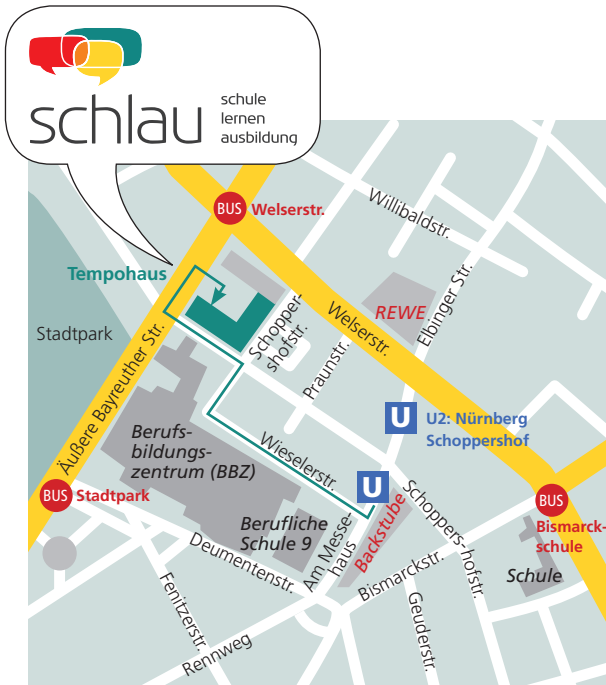 schlau
schule
lernen
ausbildung
BUS
Welserstr.
Willibaldstr.
Tempohaus
Stadtpark
Äußere Bayreuther Str.
Schopper-
shofstr.
Praunstr.
Welserstr.
REWE
Elbinger Str.
U
U2: Nürnberg
Schoppershof
Berufs-
bildungs-
zentrum (BBZ)
Wieselerstr.
U
BUS
Stadtpark
Berufliche
Schule 9
Am Messe-
haus
Backstube
Schoppers-hofstr.
BUS
Bismarck-
schule
Schule
Deumentenstr.
Bismarckstr.
Fenitzerstr.
Rennweg
Geuderstr.